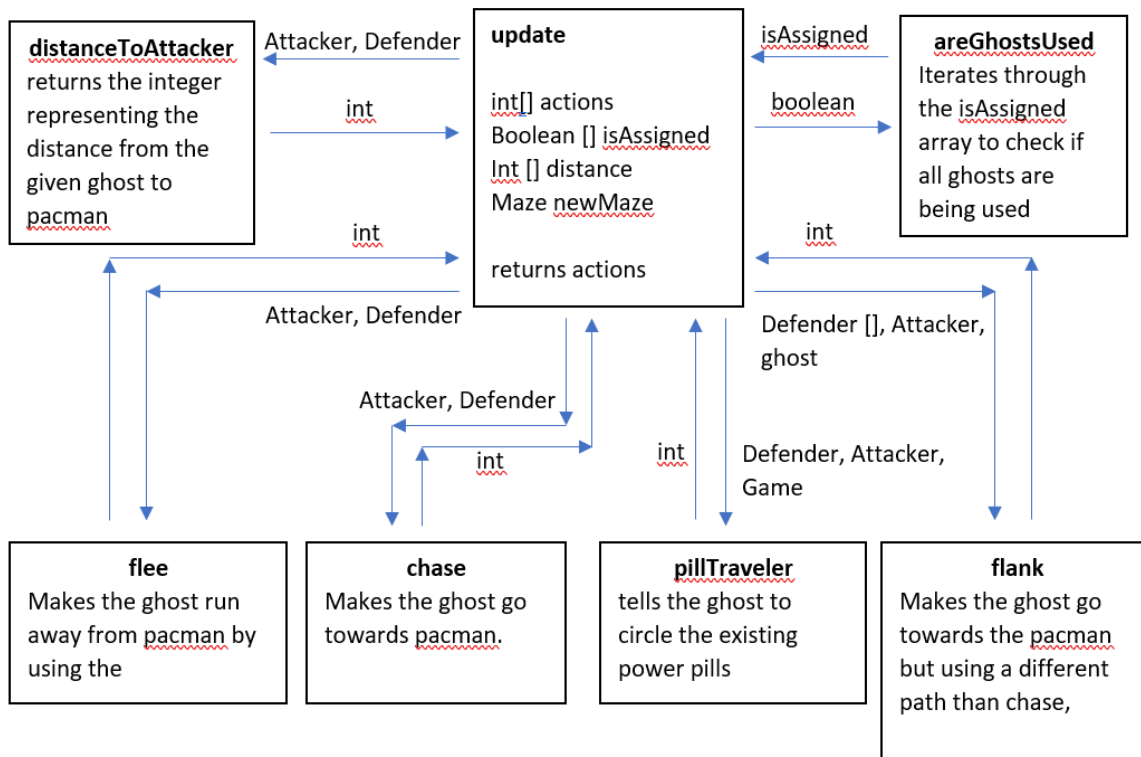 distanceToAttacker
returns the integer
representing the
distance from the
given ghost to
pacman
Attacker, Defender
int
update
int[] actions
Boolean [] isAssigned
Int [] distance
Maze newMaze
returns actions
isAssigned
boolean
areGhostsUsed
Iterates through
the isAssigned
array to check if
all ghosts are
being used
int
Attacker, Defender
int
Defender [], Attacker,
ghost
Attacker, Defender
int
int
Defender, Attacker,
Game
flee
Makes the ghost run
away from pacman by
using the
chase
Makes the ghost go
towards pacman.
pillTraveler
tells the ghost to
circle the existing
power pills
flank
Makes the ghost go
towards the pacman
but using a different
path than chase,